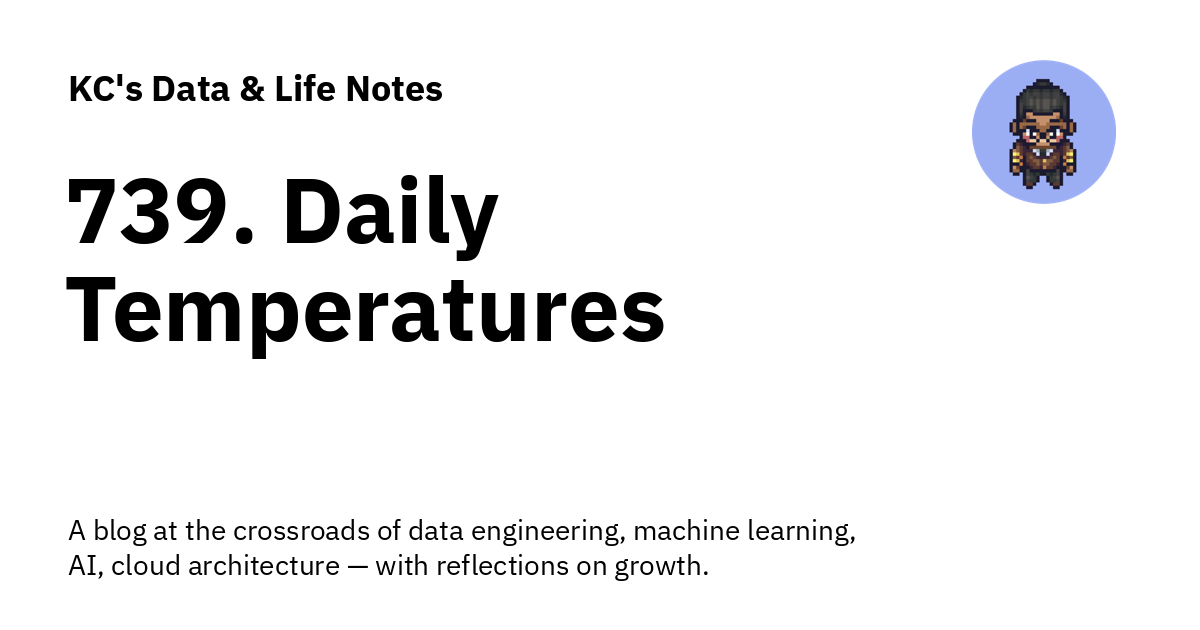 KC's Data & Life Notes
739. Daily
Temperatures
A blog at the crossroads of data engineering, machine learning,
AI, cloud architecture — with reflections on growth.